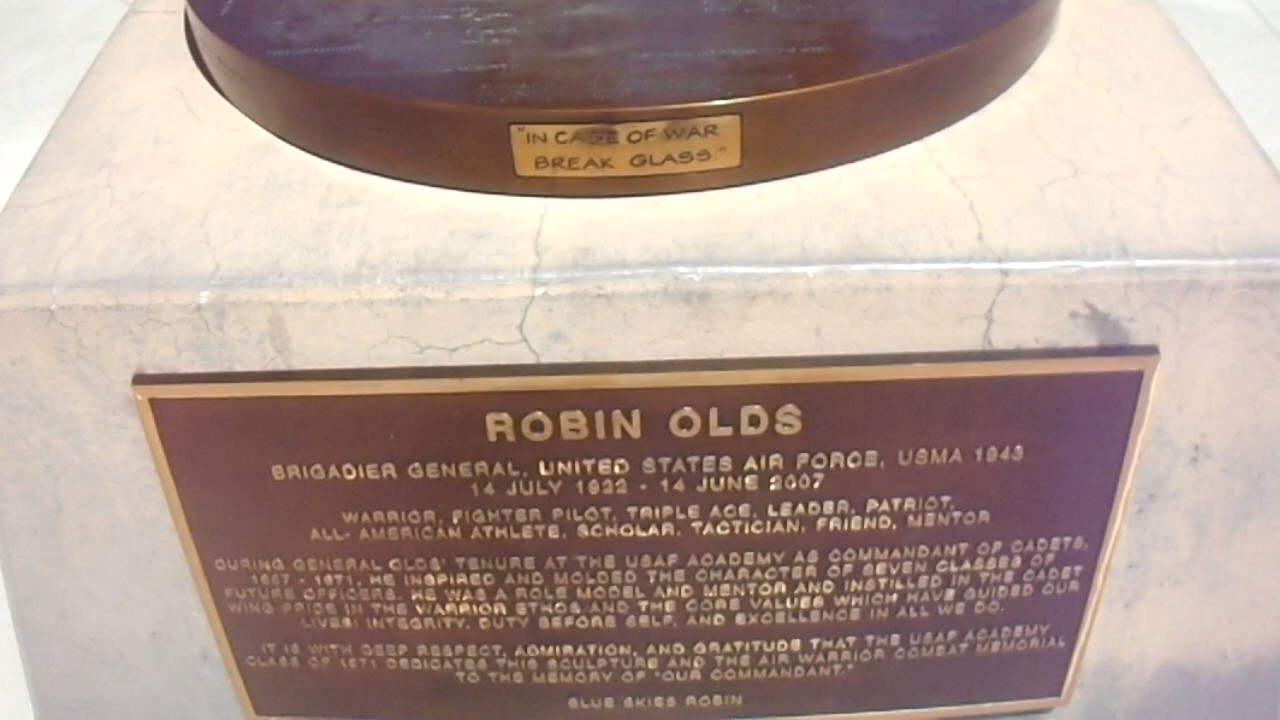 "IN CASE OF WAR
BREAK GLASS."
ROBIN OLDS
BRIGADIER GENERAL, UNITED STATES AIR FORCE, USMA 1943
14 JULY 1922 - 14 JUNE 2007
WARRIOR, FIGHTER PILOT, TRIPLE ACE, LEADER, PATRIOT,
ALL- AMERICAN ATHLETE, SCHOLAR, TACTICIAN, FRIEND, MENTOR
DURING GENERAL OLDS' TENURE AT THE USAF ACADEMY AS COMMANDANT OF CADETS,
1967 - 1971, HE INSPIRED AND MOLDED THE CHARACTER OF SEVEN CLASSES OF
FUTURE OFFICERS. HE WAS A ROLE MODEL AND MENTOR AND INSTILLED IN THE CADET
WING PRIDE IN THE WARRIOR ETHOS AND THE CORE VALUES WHICH HAVE GUIDED OUR
LIVES: INTEGRITY, DUTY BEFORE SELF, AND EXCELLENCE IN ALL WE DO.
IT IS WITH DEEP RESPECT, ADMIRATION, AND GRATITUDE THAT THE USAF ACADEMY
CLASS OF 1971 DEDICATES THIS SCULPTURE AND THE AIR WARRIOR COMBAT MEMORIAL
TO THE MEMORY OF "OUR COMMANDANT."
BLUE SKIES ROBIN